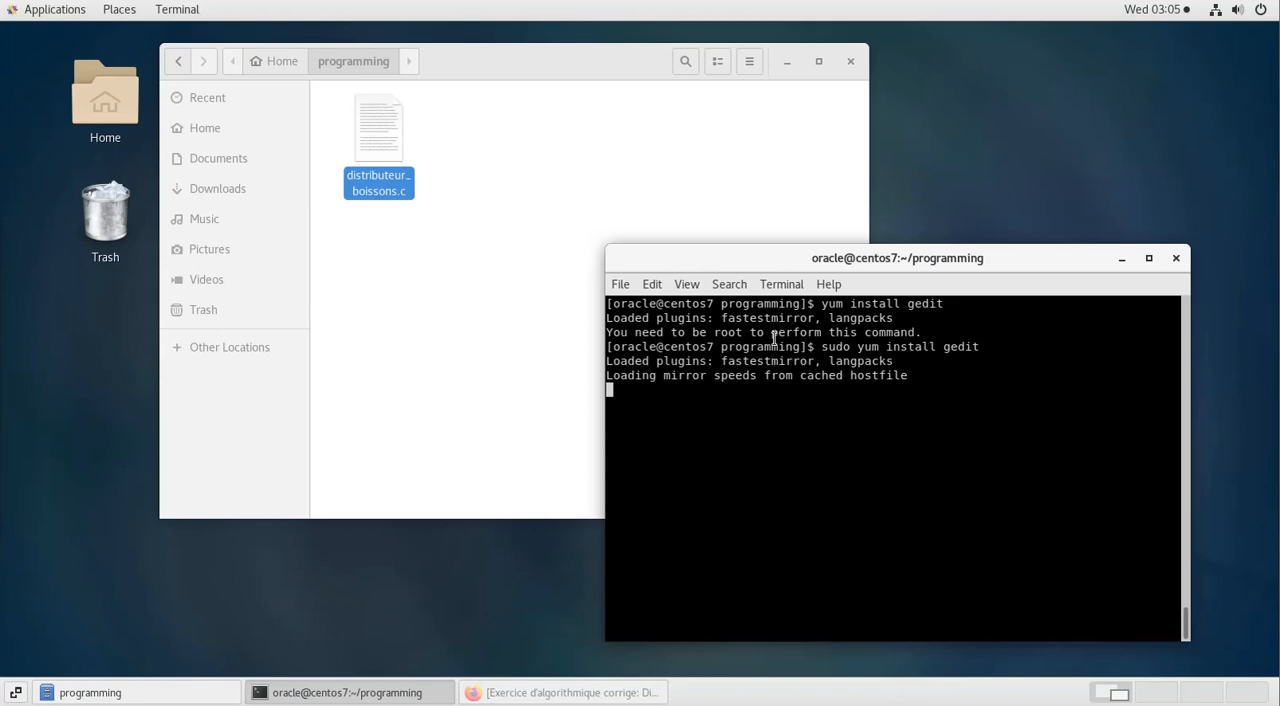 Applications Places Terminal Wed 03:05
Home programming
Home
Trash
Recent
Home
Documents
Downloads
Music
Pictures
Videos
Trash
Other Locations
distributeur_
boissons.c
oracle@centos7:~/programming
File Edit View Search Terminal Help
[oracle@centos7 programming]$ yum install gedit
Loaded plugins: fastestmirror, langpacks
You need to be root to perform this command.
[oracle@centos7 programming]$ sudo yum install gedit
Loaded plugins: fastestmirror, langpacks
Loading mirror speeds from cached hostfile
programming oracle@centos7:~/programming [Exercice d'algorithmique corrige: Di...